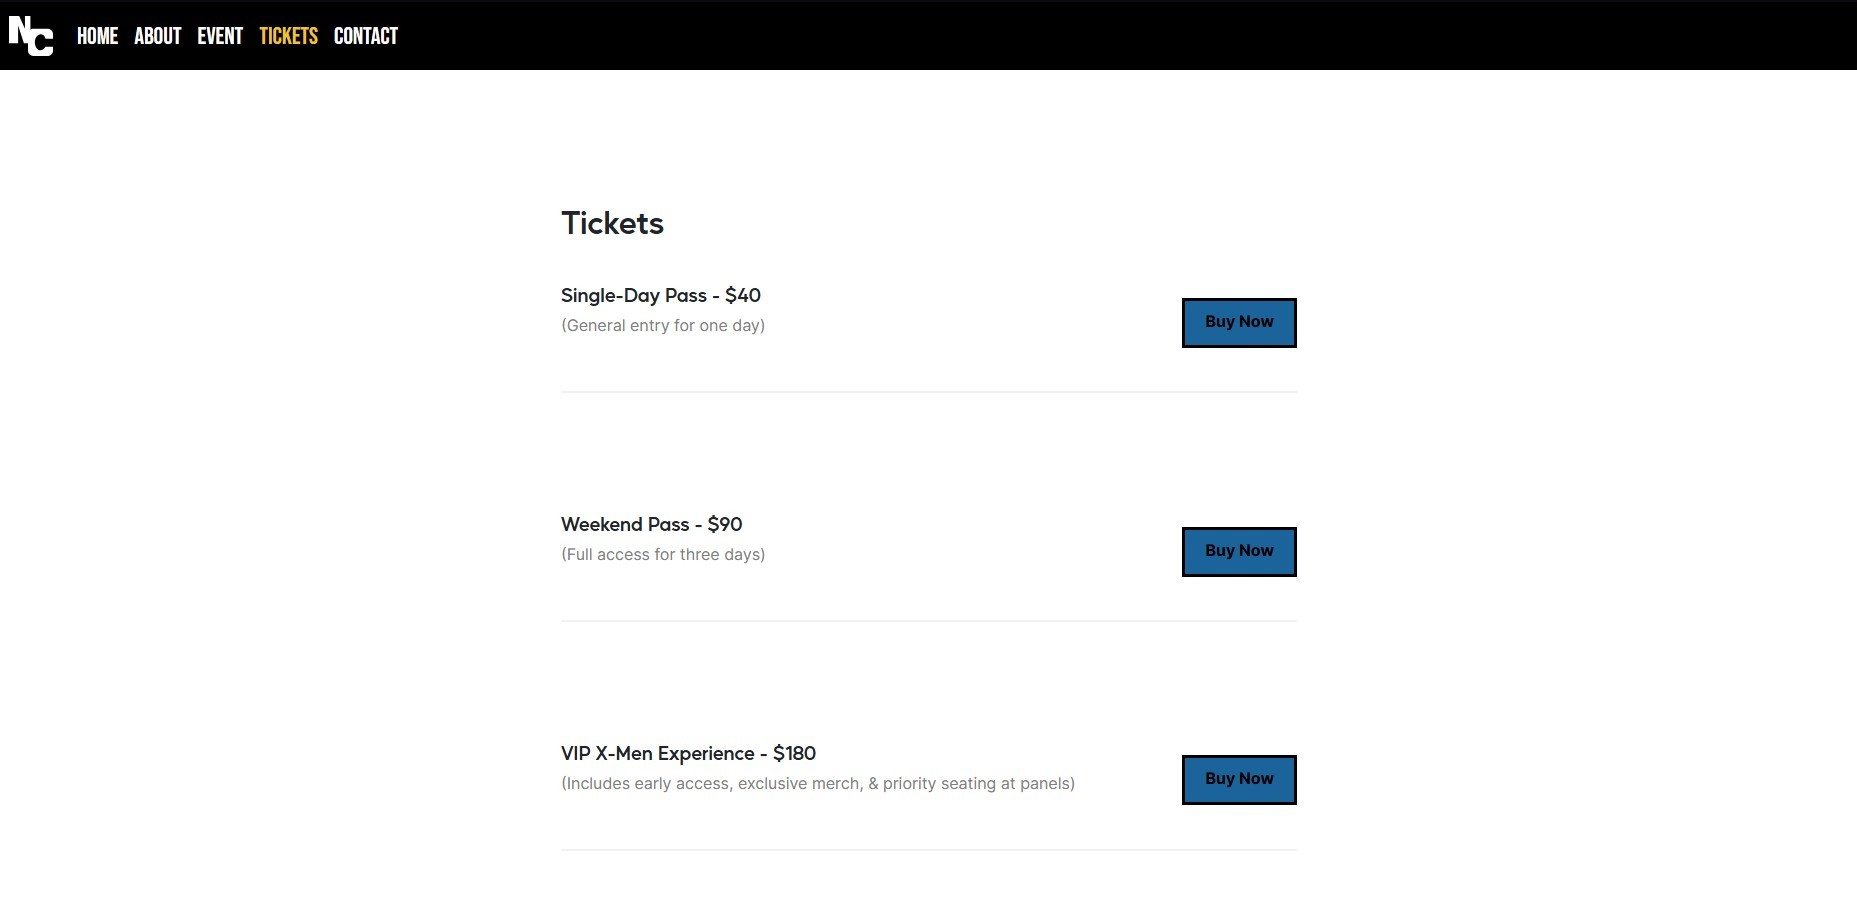 NC HOME ABOUT EVENT TICKETS CONTACT
Tickets
Single-Day Pass - $40
(General entry for one day)
Buy Now
Weekend Pass - $90
(Full access for three days)
Buy Now
VIP X-Men Experience - $180
(Includes early access, exclusive merch, & priority seating at panels)
Buy Now